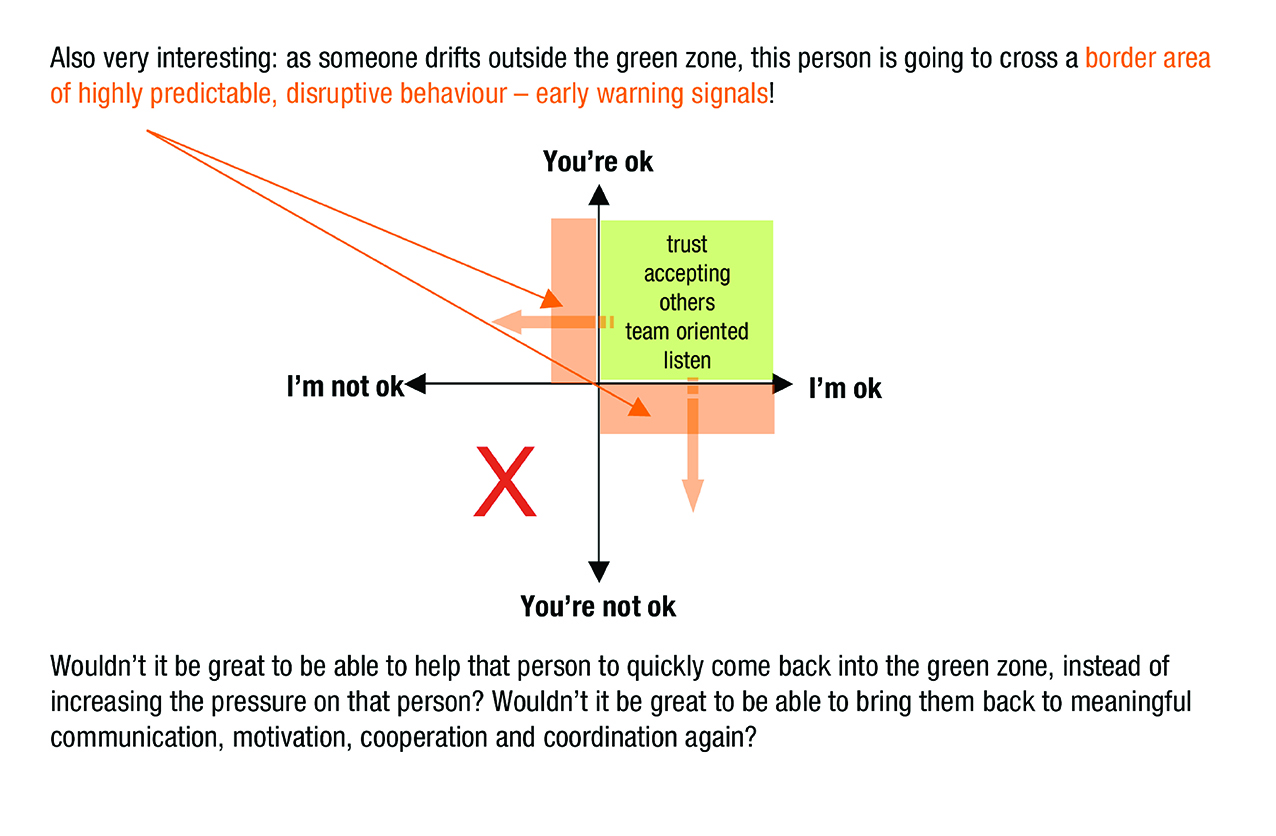 Also very interesting: as someone drifts outside the green zone, this person is going to cross a border area
of highly predictable, disruptive behaviour – early warning signals!
You’re ok
trust
accepting
others
team oriented
listen
I’m not ok
I’m ok
X
You’re not ok
Wouldn’t it be great to be able to help that person to quickly come back into the green zone, instead of
increasing the pressure on that person? Wouldn’t it be great to be able to bring them back to meaningful
communication, motivation, cooperation and coordination again?